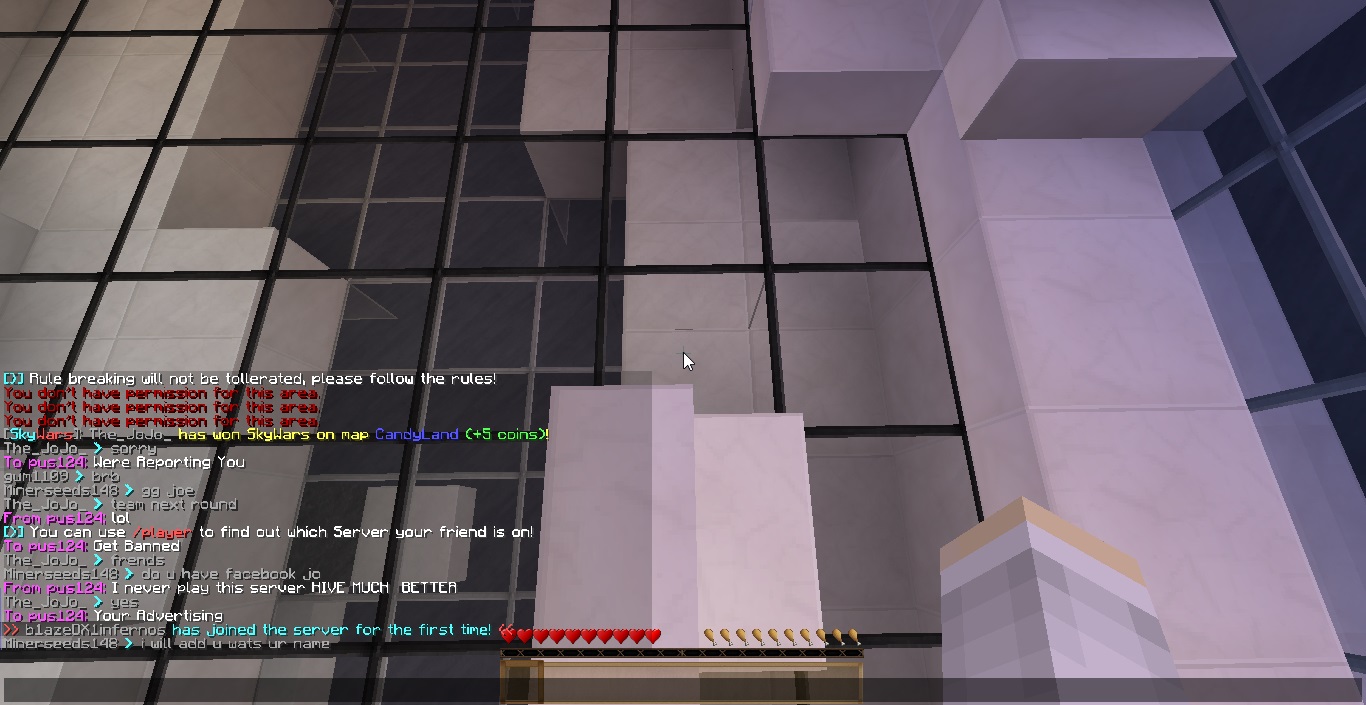 [>] Rule breaking will not be tollerated, please follow the rules!
You don't have permission for this area.
You don't have permission for this area.
You don't have permission for this area.
[SkyWars]: The_JoJo_ has won SkyWars on map CandyLand (+5 coins)!
The_JoJo_ > sorry
To pus124: Were Reporting You
gum1109 > brb
Minerseeds148 > gg joe
The_JoJo_ > team next round
From pus124: lol
[>] You can use /player to find out which Server your friend is on!
To pus124: Get Banned
The_JoJo_ > frends
Minerseeds148 > do u have facebook jo
From pus124: I never play this server HIVE MUCH BETTER
The_JoJo_ > yes
To pus124: Your Advertising
>> blazeDX1infernos has joined the server for the first time! <<
Minerseeds148 > i will add u wats ur name